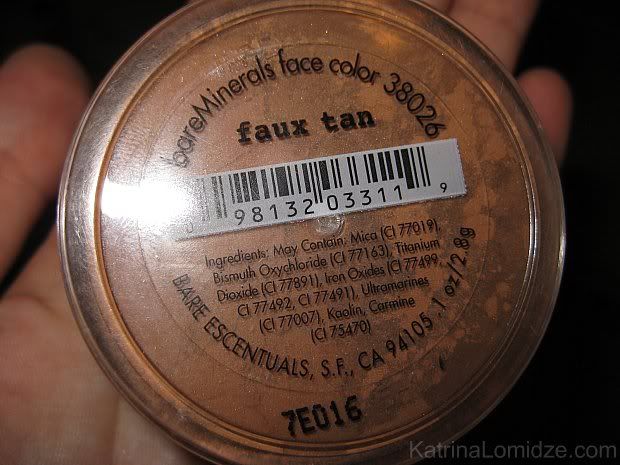 bareMinerals face color 38026
faux tan
98132 03311 9
Ingredients: May Contain: Mica (CI 77019),
Bismuth Oxychloride (CI 77163), Titanium
Dioxide (CI 77891), Iron Oxides (CI 77499,
CI 77492, CI 77491), Ultramarines
(CI 77007), Kaolin, Carmine
(CI 75470)
BARE ESCENTUALS, S.F., CA 94105 .1 oz/2.8g
7E016
KatrinaLomidze.com